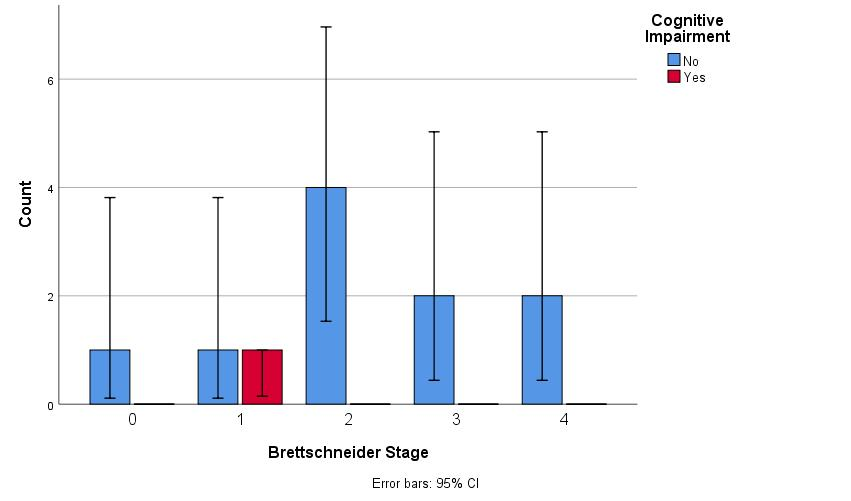 Cognitive
Impairment
No
Yes
6
4
2
0
Count
0 1 2 3 4
Brettschneider Stage
Error bars: 95% CI